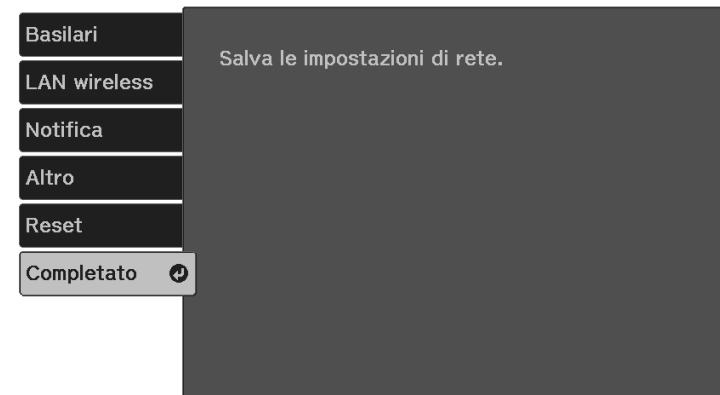 Basilari
Salva le impostazioni di rete.
LAN wireless
Notifica
Altro
Reset
Completato